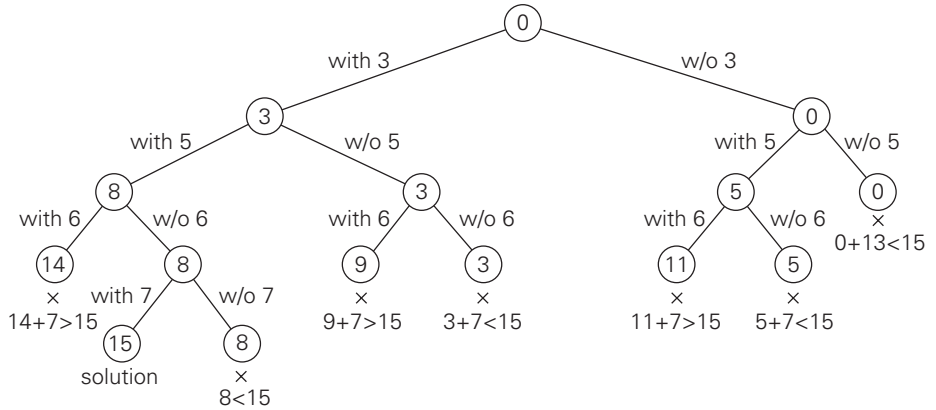 0
with 3
w/o 3
3
0
with 5
w/o 5
with 5
w/o 5
8
3
5
0
with 6
w/o 6
with 6
w/o 6
with 6
w/o 6
×
0+13<15
14
8
9
3
11
5
×
with 7
w/o 7
×
×
×
×
14+7>15
9+7>15
3+7<15
11+7>15
5+7<15
15
8
solution
×
8<15